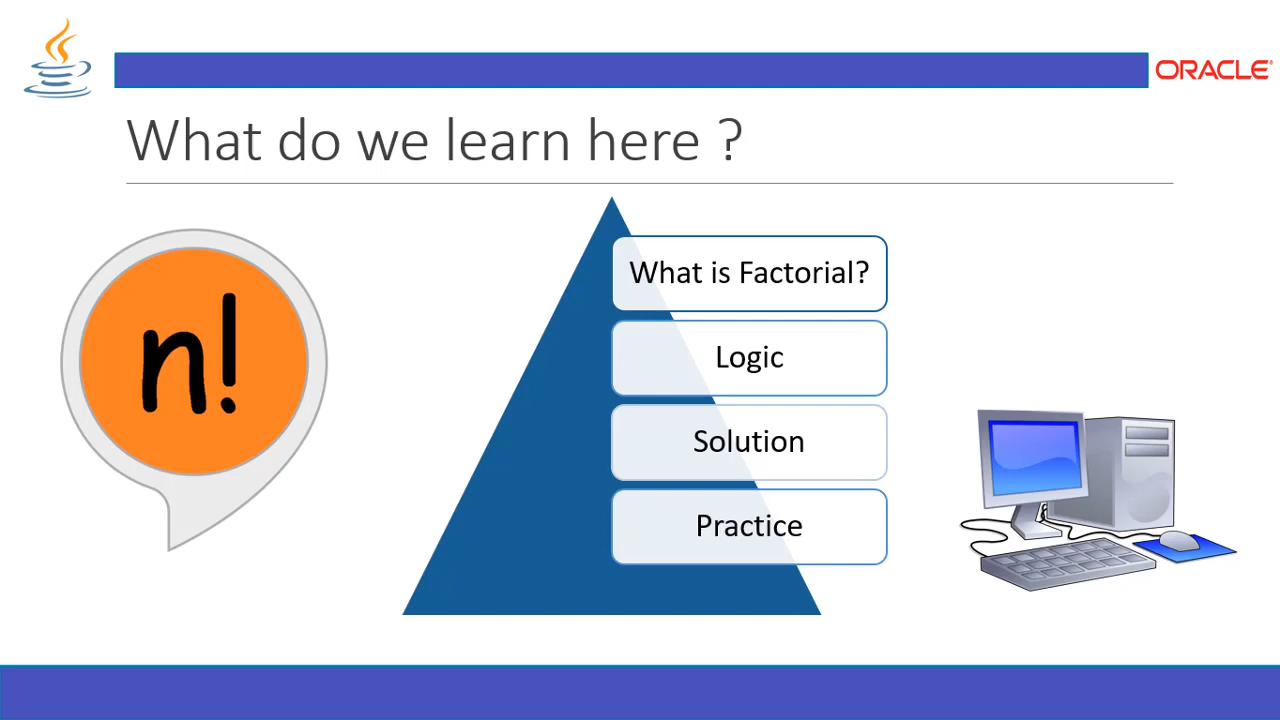 ORACLE
What do we learn here ?
n!
What is Factorial?
Logic
Solution
Practice